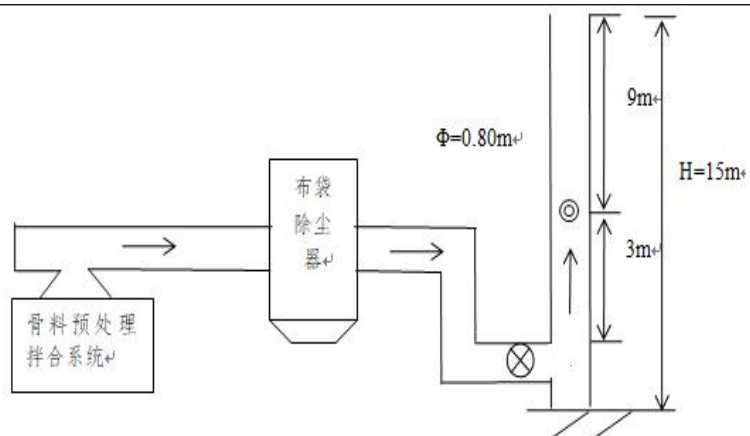 9m↵
Φ=0.80m↵
H=15m↵
布袋
除尘
器↵
3m↵
骨料预处理
拌合系统↵